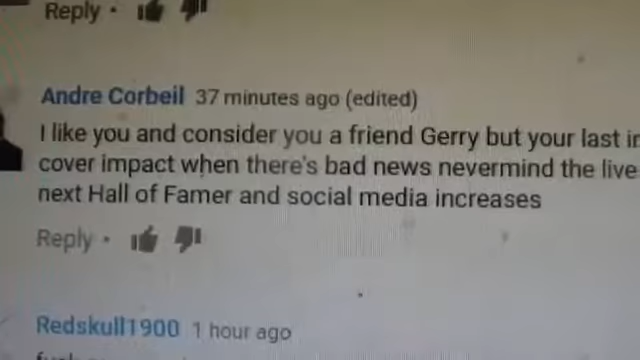 Reply •
Andre Corbeil 37 minutes ago (edited)
I like you and consider you a friend Gerry but your last
cover impact when there's bad news nevermind the live
next Hall of Famer and social media increases
Reply •
Redskull1900 1 hour ago